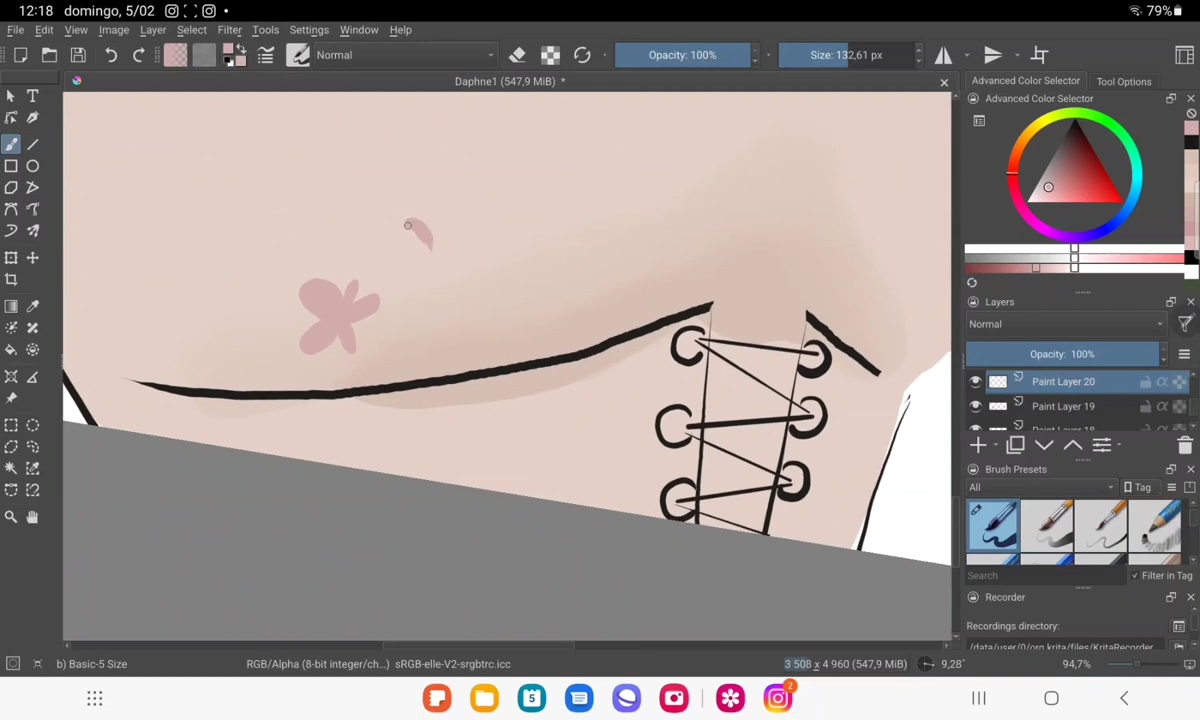 12:18 domingo, 5/02 79%
File Edit View Image Layer Select Filter Tools Settings Window Help
Normal Opacity: 100% Size: 132,61 px
Daphne1 (547,9 MiB) *
Advanced Color Selector Tool Options
Advanced Color Selector
Layers
Normal
Opacity: 100%
Paint Layer 20
Paint Layer 19
Paint Layer 18
Brush Presets
All Tag
Search Filter in Tag
Recorder
Recordings directory:
/data/user/0/org.krita/files/KritaRecorder
b) Basic-5 Size RGB/Alpha (8-bit integer/ch...) sRGB-elle-V2-srgbtrc.icc 3 508 x 4 960 (547,9 MiB) 9,28° 94,7%
5 2